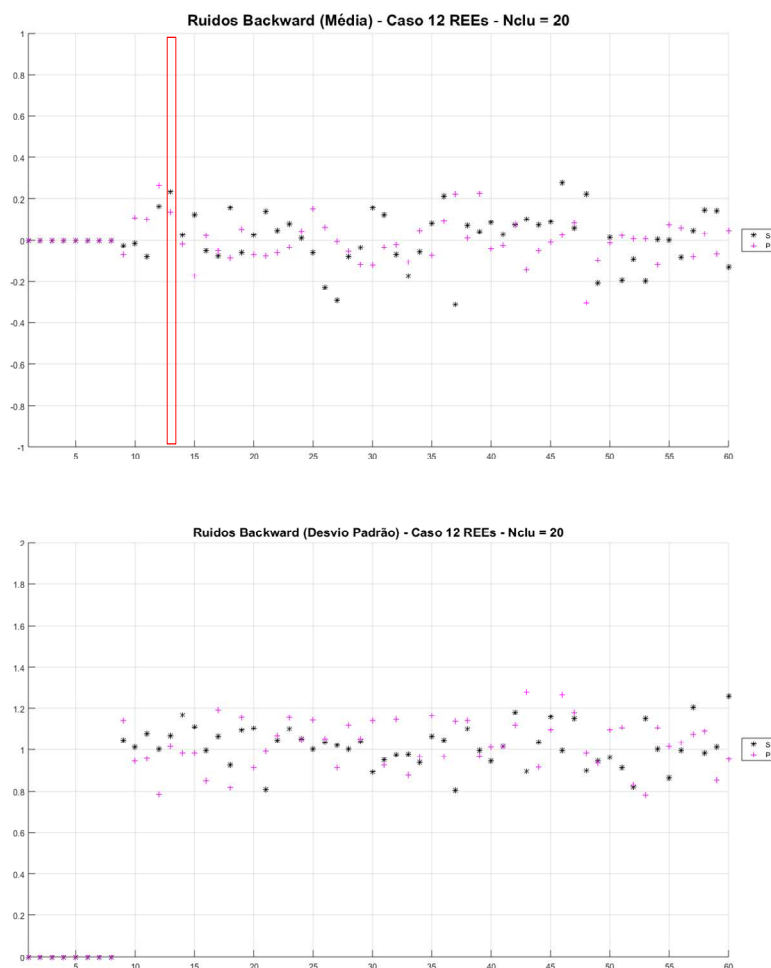 Ruidos Backward (Média) - Caso 12 REEs - Nclu = 20
1
0.8
0.6
0.4
0.2
0
-0.2
-0.4
-0.6
-0.8
-1
5 10 15 20 25 30 35 40 45 50 55 60
S
P
Ruidos Backward (Desvio Padrão) - Caso 12 REEs - Nclu = 20
2
1.8
1.6
1.4
1.2
1
0.8
0.6
0.4
0.2
0
5 10 15 20 25 30 35 40 45 50 55 60
S
P